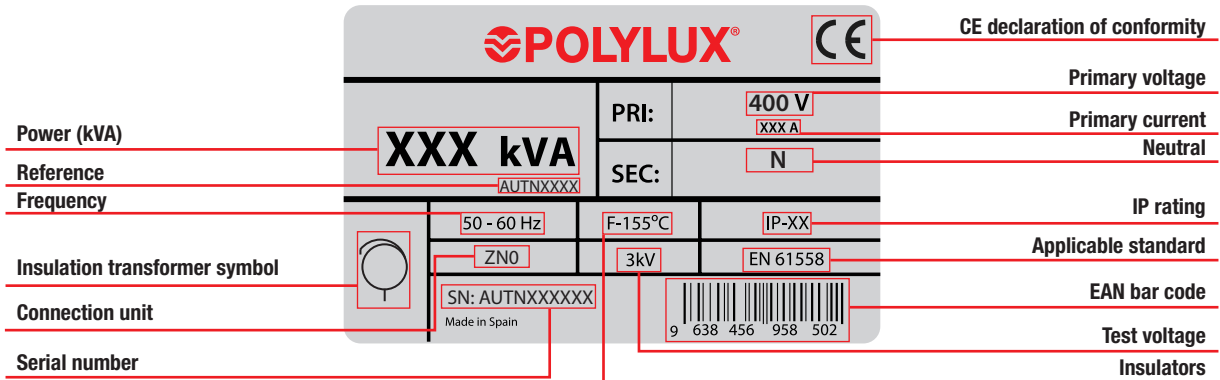 CE declaration of conformity
POLYLUX®
CE
Primary voltage
PRI:
400 V
XXX A
Primary current
Power (kVA)
XXX kVA
Neutral
N
SEC:
Reference
AUTNXXXX
Frequency
50 - 60 Hz
F-155ºC
IP-XX
IP rating
Applicable standard
ZN0
3kV
EN 61558
Insulation transformer symbol
EAN bar code
SN: AUTNXXXXXX
Connection unit
Made in Spain
9 638 456 958 502
Test voltage
Serial number
Insulators